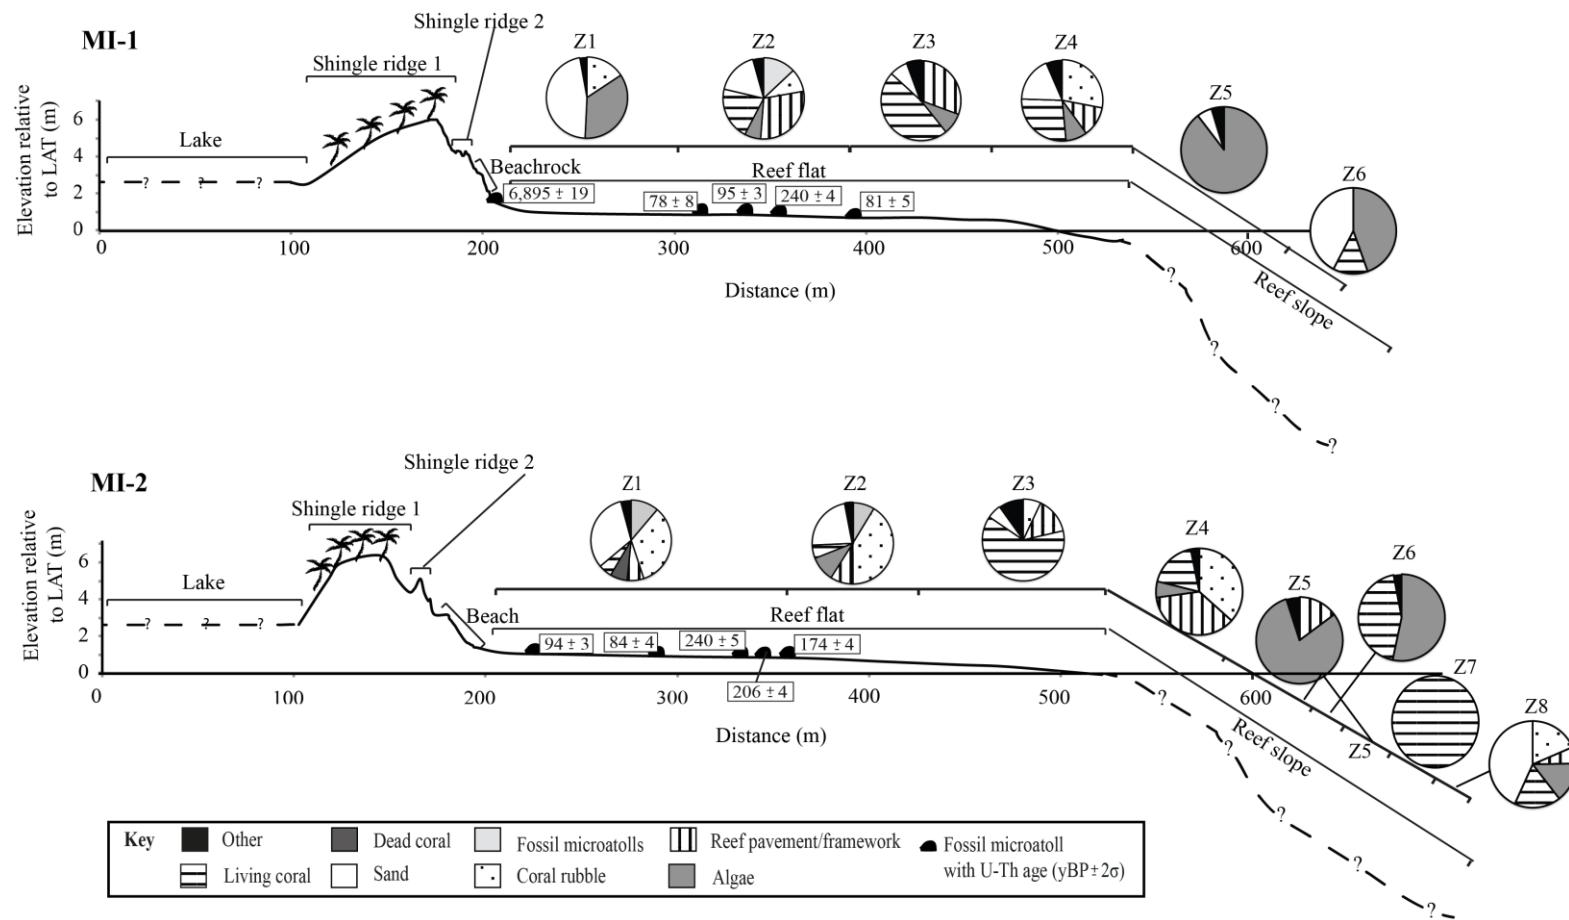 Shingle ridge 2
MI-1
Shingle ridge 1
Z1
Z2
Z3
Z4
Z5
Z6
Elevation relative
to LAT (m)
6
4
2
0
Lake
? ? ?
Beachrock
Reef flat
6,895 ± 19
78 ± 8
95 ± 3
240 ± 4
81 ± 5
0
100
200
300
400
500
600
Distance (m)
Reef slope
?
?
?
?
?
MI-2
Shingle ridge 2
Shingle ridge 1
Z1
Z2
Z3
Z4
Z5
Z6
Z7
Z8
Z5
Elevation relative
to LAT (m)
6
4
2
0
Lake
? ? ?
Beach
Reef flat
94 ± 3
84 ± 4
240 ± 5
174 ± 4
206 ± 4
0
100
200
300
400
500
600
Distance (m)
Reef slope
?
?
?
?
?
?
Key
Other
Dead coral
Fossil microatolls
Reef pavement/framework
Fossil microatoll
with U-Th age (yBP±2σ)
Living coral
Sand
Coral rubble
Algae